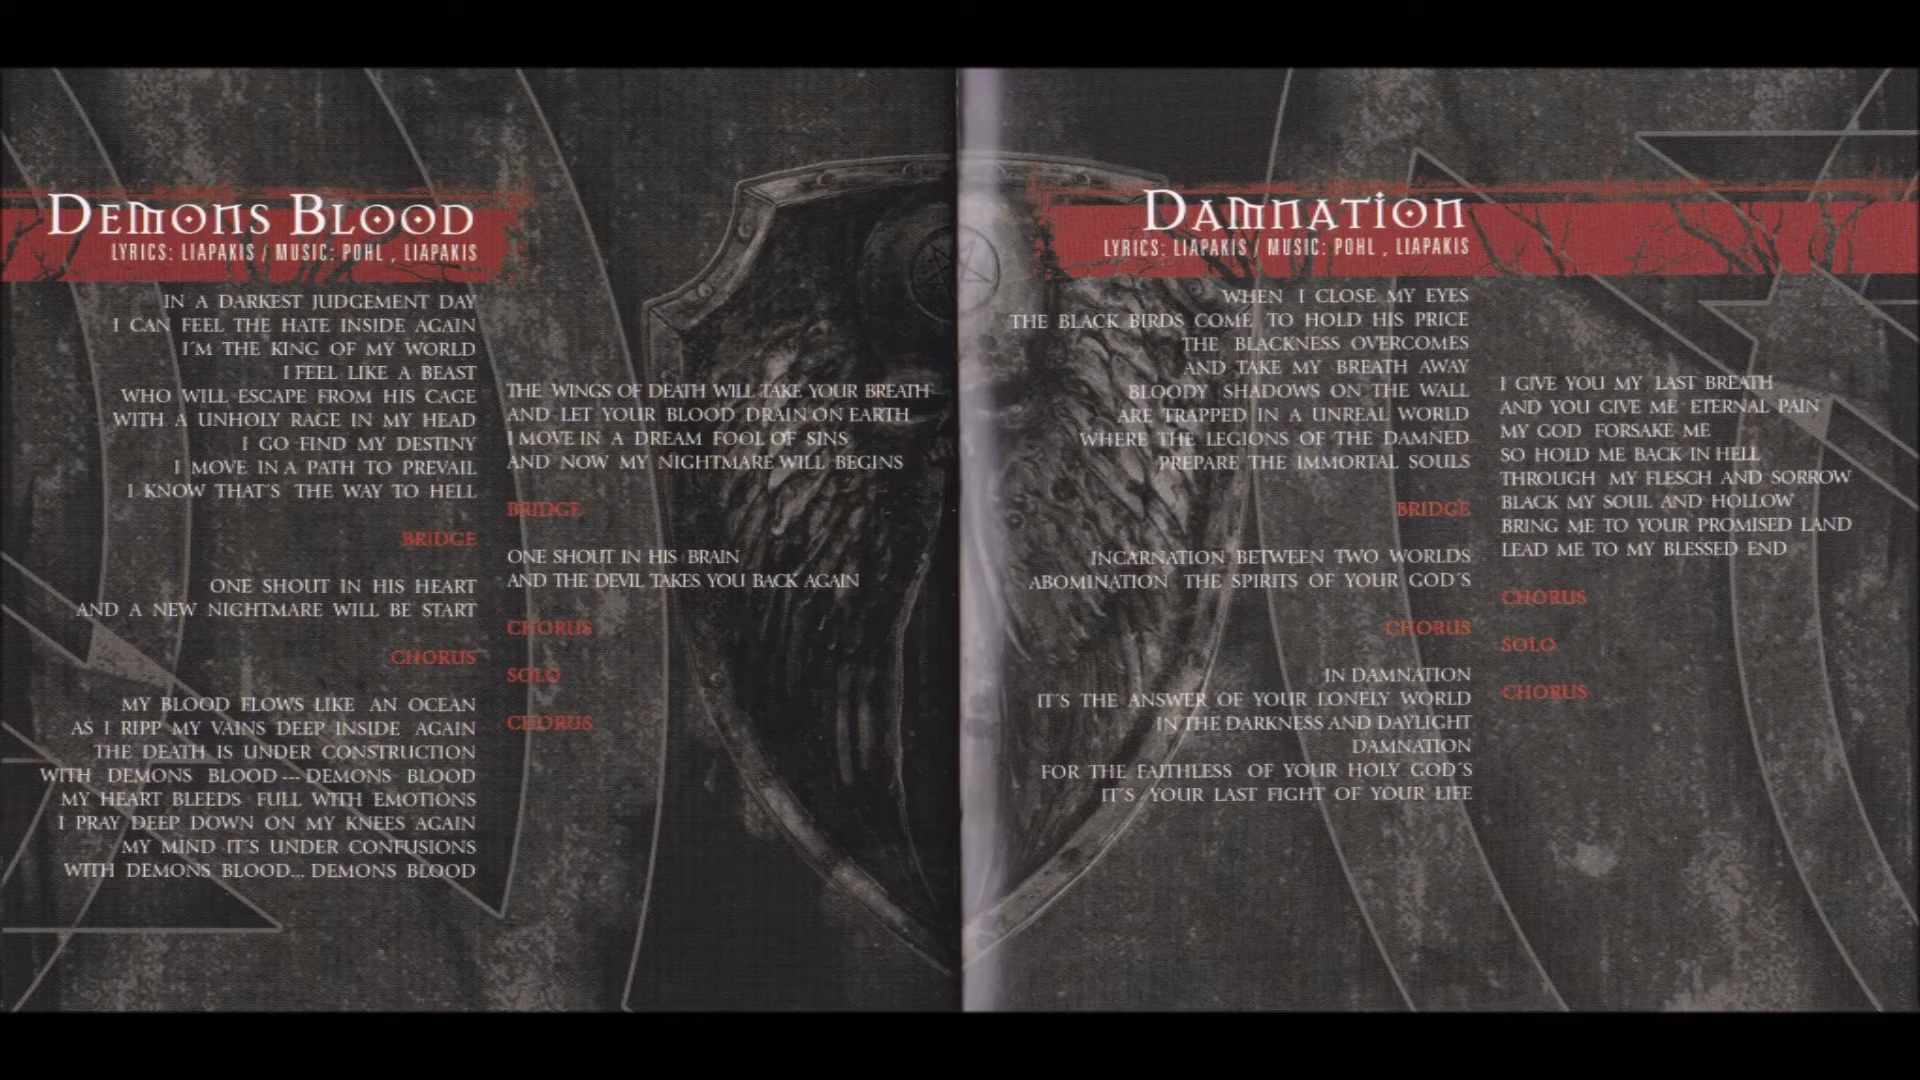 DEMONS BLOOD
LYRICS: LIAPAKIS / MUSIC: POHL , LIAPAKIS
IN A DARKEST JUDGEMENT DAY
I CAN FEEL THE HATE INSIDE AGAIN
I´M THE KING OF MY WORLD
I FEEL LIKE A BEAST
WHO WILL ESCAPE FROM HIS CAGE
WITH A UNHOLY RAGE IN MY HEAD
I GO FIND MY DESTINY
I MOVE IN A PATH TO PREVAIL
I KNOW THAT´S THE WAY TO HELL
BRIDGE
ONE SHOUT IN HIS HEART
AND A NEW NIGHTMARE WILL BE START
CHORUS
MY BLOOD FLOWS LIKE AN OCEAN
AS I RIPP MY VAINS DEEP INSIDE AGAIN
THE DEATH IS UNDER CONSTRUCTION
WITH DEMONS BLOOD --- DEMONS BLOOD
MY HEART BLEEDS FULL WITH EMOTIONS
I PRAY DEEP DOWN ON MY KNEES AGAIN
MY MIND IT´S UNDER CONFUSIONS
WITH DEMONS BLOOD... DEMONS BLOOD
THE WINGS OF DEATH WILL TAKE YOUR BREATH
AND LET YOUR BLOOD DRAIN ON EARTH
I MOVE IN A DREAM FOOL OF SINS
AND NOW MY NIGHTMARE WILL BEGINS
BRIDGE
ONE SHOUT IN HIS BRAIN
AND THE DEVIL TAKES YOU BACK AGAIN
CHORUS
SOLO
CHORUS
DAMNATION
LYRICS: LIAPAKIS / MUSIC: POHL , LIAPAKIS
WHEN I CLOSE MY EYES
THE BLACK BIRDS COME TO HOLD HIS PRICE
THE BLACKNESS OVERCOMES
AND TAKE MY BREATH AWAY
BLOODY SHADOWS ON THE WALL
ARE TRAPPED IN A UNREAL WORLD
WHERE THE LEGIONS OF THE DAMNED
PREPARE THE IMMORTAL SOULS
BRIDGE
INCARNATION BETWEEN TWO WORLDS
ABOMINATION THE SPIRITS OF YOUR GOD´S
CHORUS
IN DAMNATION
IT´S THE ANSWER OF YOUR LONELY WORLD
IN THE DARKNESS AND DAYLIGHT
DAMNATION
FOR THE FAITHLESS OF YOUR HOLY GOD´S
IT´S YOUR LAST FIGHT OF YOUR LIFE
I GIVE YOU MY LAST BREATH
AND YOU GIVE ME ETERNAL PAIN
MY GOD FORSAKE ME
SO HOLD ME BACK IN HELL
THROUGH MY FLESCH AND SORROW
BLACK MY SOUL AND HOLLOW
BRING ME TO YOUR PROMISED LAND
LEAD ME TO MY BLESSED END
CHORUS
SOLO
CHORUS